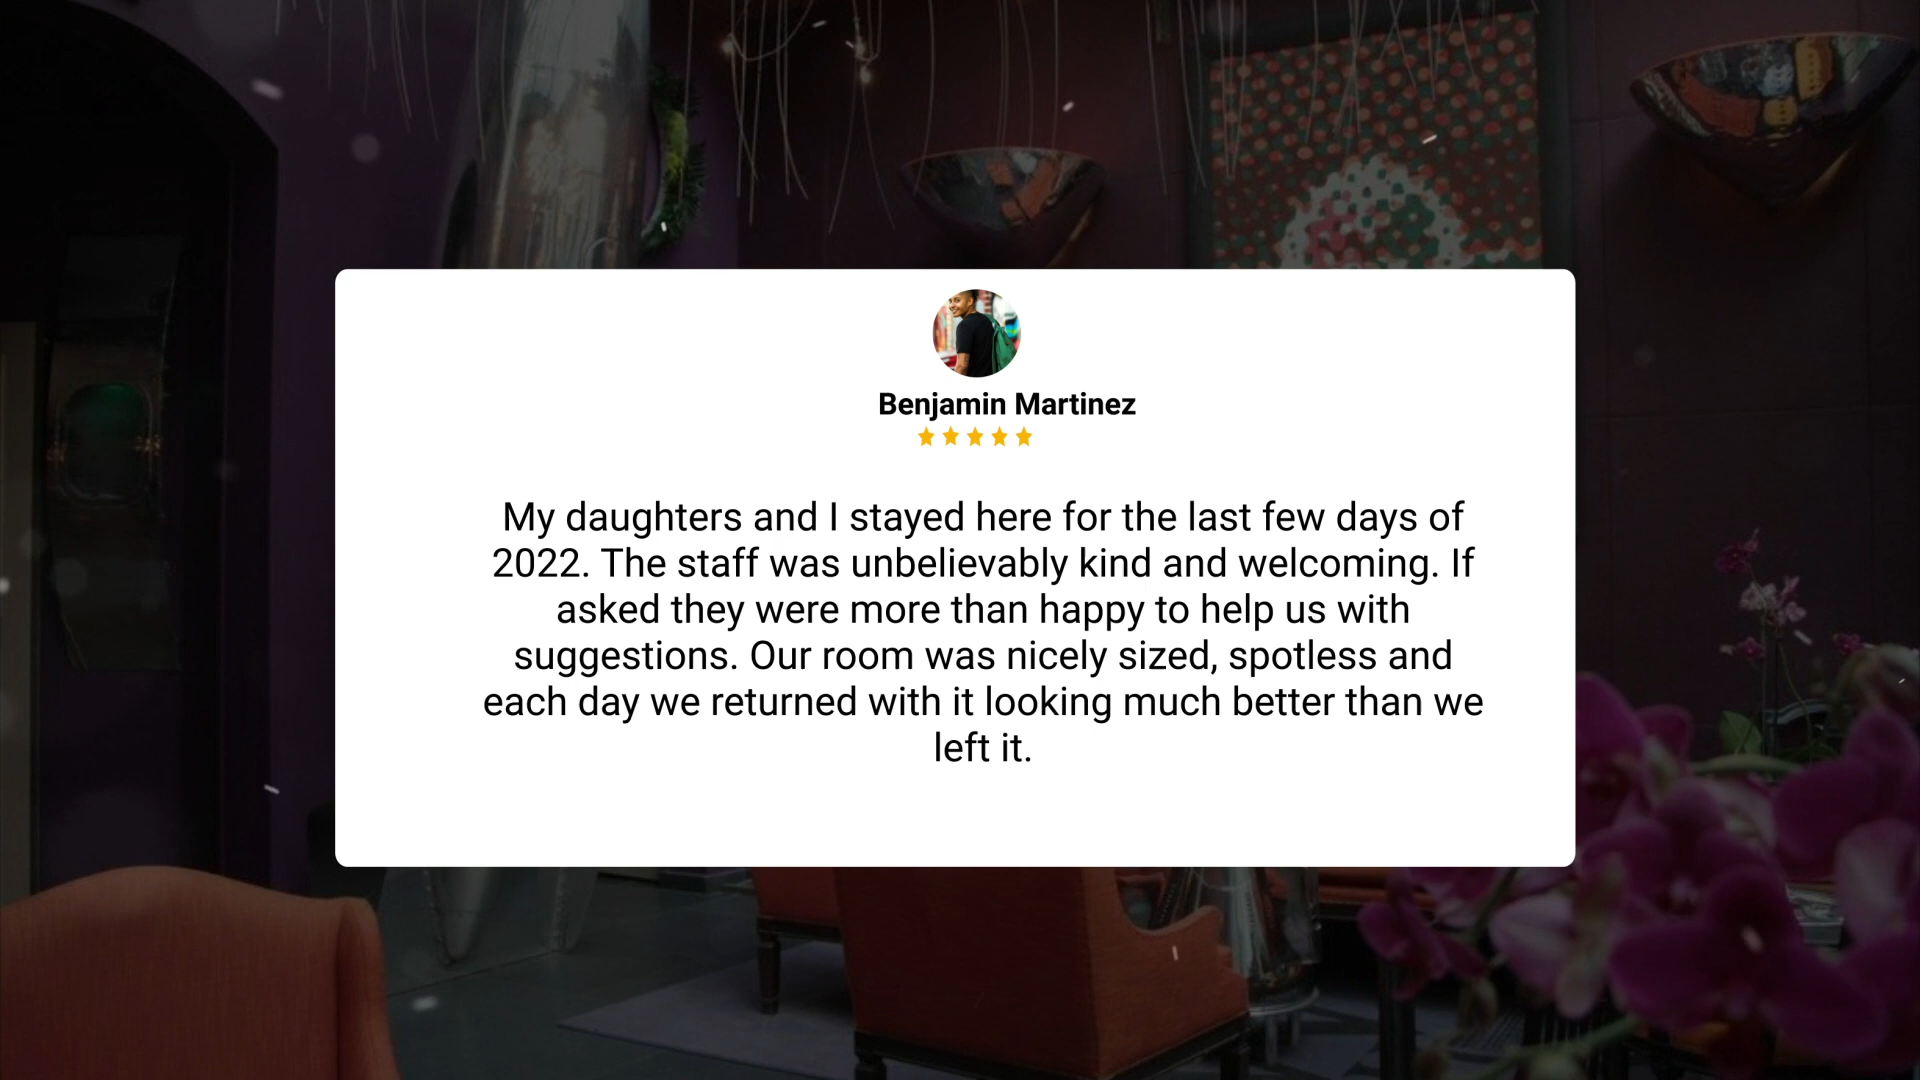 Benjamin Martinez
My daughters and I stayed here for the last few days of
2022. The staff was unbelievably kind and welcoming. If
asked they were more than happy to help us with
suggestions. Our room was nicely sized, spotless and
each day we returned with it looking much better than we
left it.